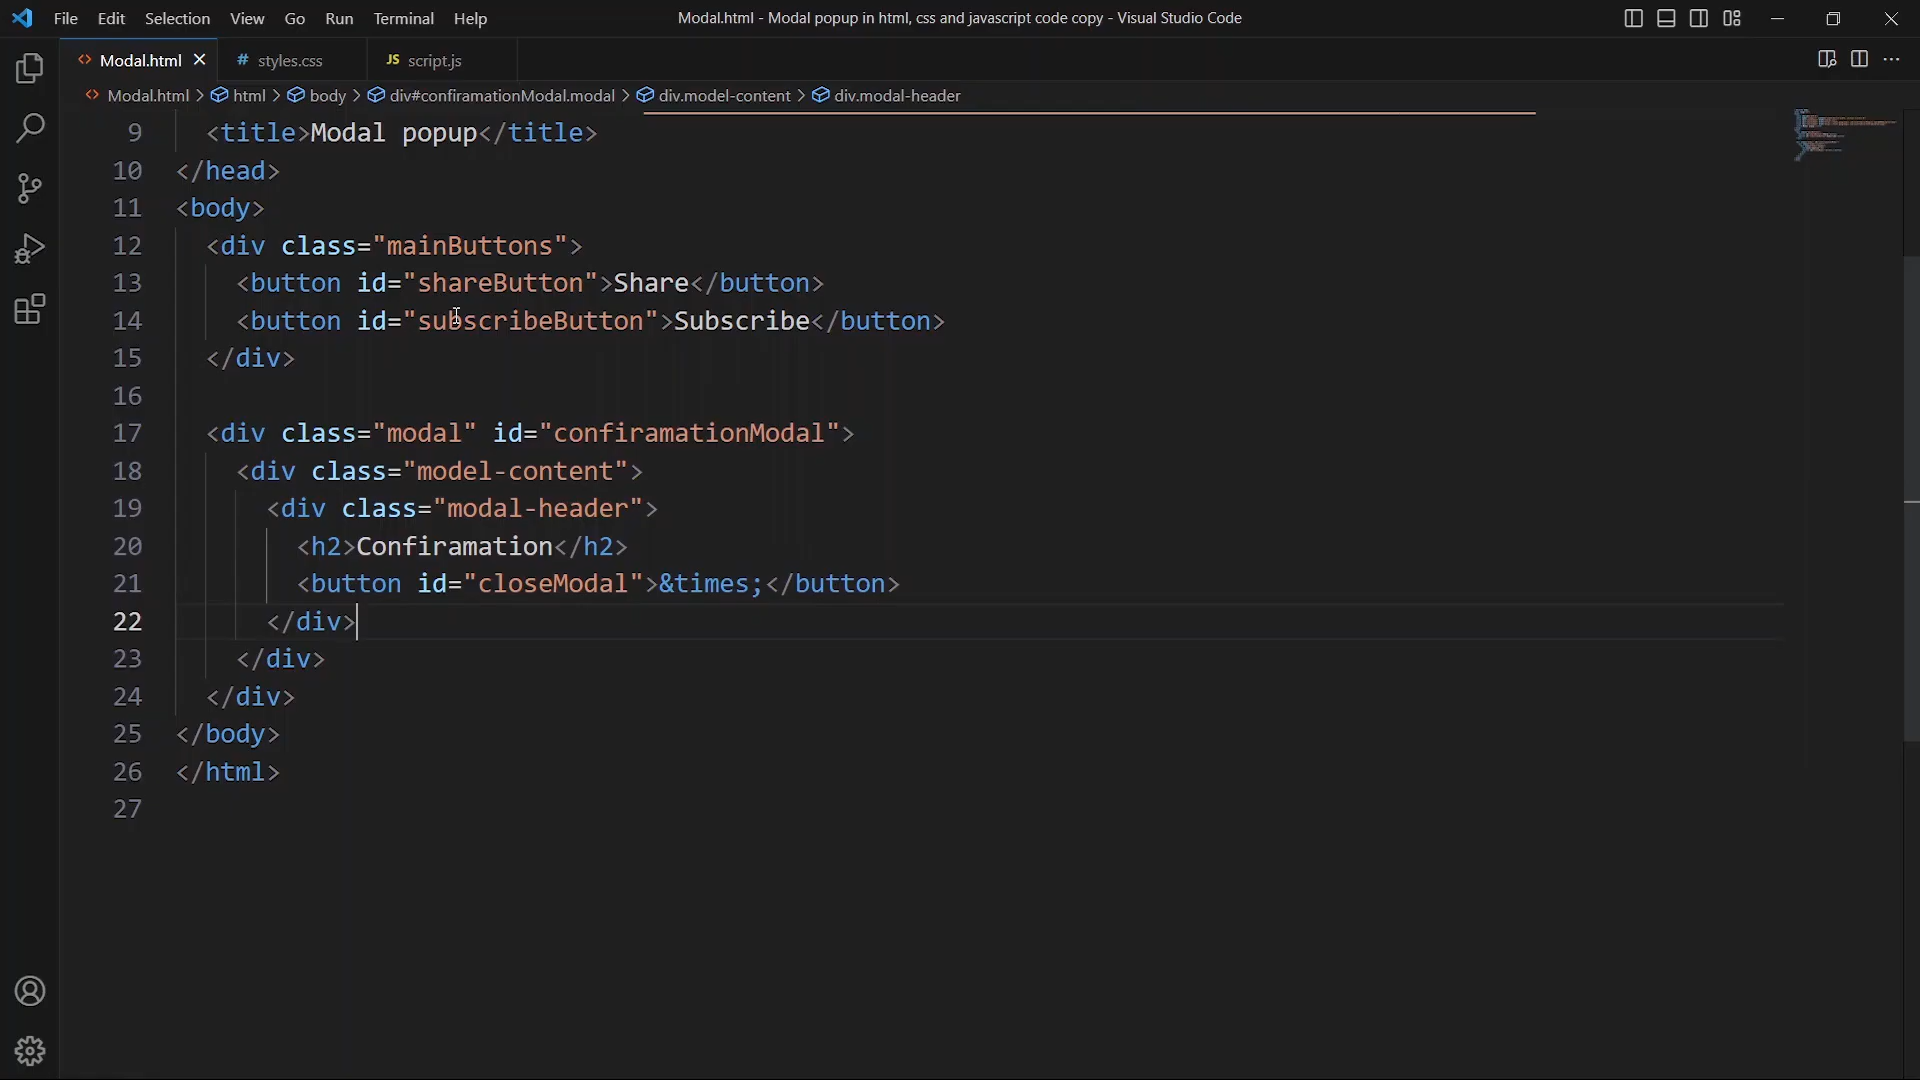 File Edit Selection View Go Run Terminal Help Modal.html - Modal popup in html, css and javascript code copy - Visual Studio Code
<> Modal.html × # styles.css JS script.js
<> Modal.html > html > body > div#confiramationModal.modal > div.model-content > div.modal-header
9 <title>Modal popup</title>
10 </head>
11 <body>
12 <div class="mainButtons">
13 <button id="shareButton">Share</button>
14 <button id="subscribeButton">Subscribe</button>
15 </div>
16
17 <div class="modal" id="confiramationModal">
18 <div class="model-content">
19 <div class="modal-header">
20 <h2>Confiramation</h2>
21 <button id="closeModal">&times;</button>
22 </div>
23 </div>
24 </div>
25 </body>
26 </html>
27